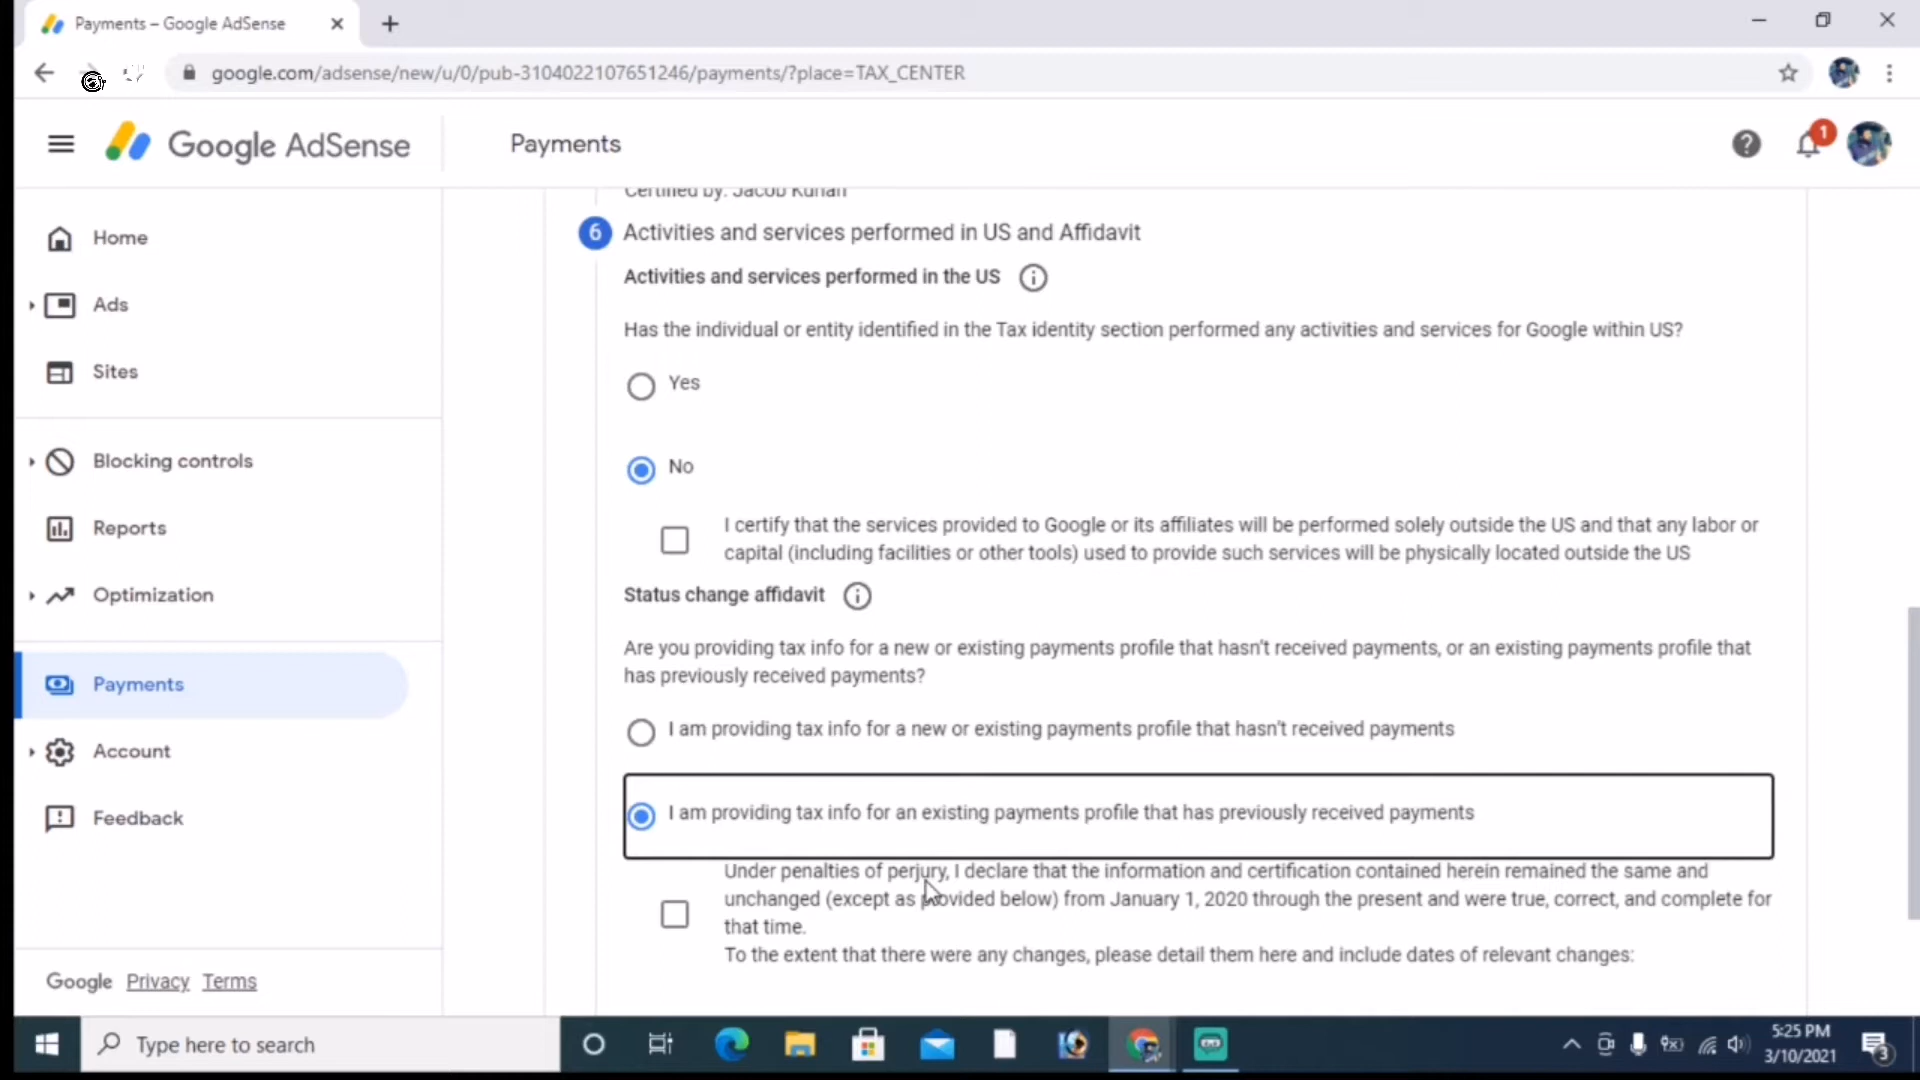 Payments – Google AdSense
google.com/adsense/new/u/0/pub-3104022107651246/payments/?place=TAX_CENTER
Google AdSense
Payments
1
Certified by: Jacob
Home
Ads
Sites
Blocking controls
Reports
Optimization
Payments
Account
Feedback
Google Privacy Terms
6 Activities and services performed in US and Affidavit
Activities and services performed in the US
Has the individual or entity identified in the Tax identity section performed any activities and services for Google within US?
Yes
No
I certify that the services provided to Google or its affiliates will be performed solely outside the US and that any labor or
capital (including facilities or other tools) used to provide such services will be physically located outside the US
Status change affidavit
Are you providing tax info for a new or existing payments profile that hasn't received payments, or an existing payments profile that
has previously received payments?
I am providing tax info for a new or existing payments profile that hasn't received payments
I am providing tax info for an existing payments profile that has previously received payments
Under penalties of perjury, I declare that the information and certification contained herein remained the same and
unchanged (except as provided below) from January 1, 2020 through the present and were true, correct, and complete for
that time.
To the extent that there were any changes, please detail them here and include dates of relevant changes:
Type here to search
5:25 PM
3/10/2021
3